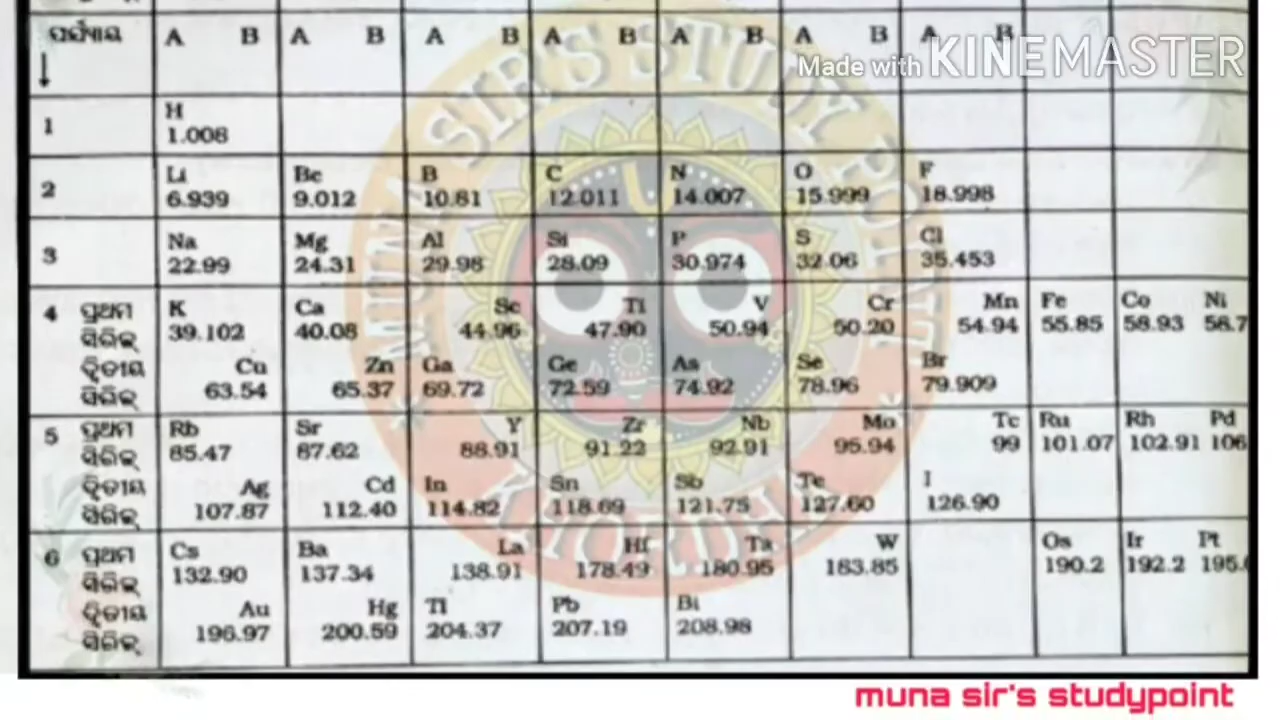 ପର୍ଯ୍ୟାୟ A B A B A B A B A B A B A B
Made with KINEMASTER
1 H
1.008
2 Li Be B C N O F
6.939 9.012 10.81 12.011 14.007 15.999 18.998
3 Na Mg Al Si P S Cl
22.99 24.31 29.98 28.09 30.974 32.06 35.453
4 ପ୍ରଥମ K Ca Sc Ti V Cr Mn Fe Co Ni
ସିରିଜ୍ 39.102 40.08 44.96 47.90 50.94 50.20 54.94 55.85 58.93 58.7
ଦ୍ୱିତୀୟ Cu Zn Ga Ge As Se Br
ସିରିଜ୍ 63.54 65.37 69.72 72.59 74.92 78.96 79.909
5 ପ୍ରଥମ Rb Sr Y Zr Nb Mo Tc Ru Rh Pd
ସିରିଜ୍ 85.47 87.62 88.91 91.22 92.91 95.94 99 101.07 102.91 106
ଦ୍ୱିତୀୟ Ag Cd In Sn Sb Te I
ସିରିଜ୍ 107.87 112.40 114.82 118.69 121.75 127.60 126.90
6 ପ୍ରଥମ Cs Ba La Hf Ta W Os Ir Pt
ସିରିଜ୍ 132.90 137.34 138.91 178.49 180.95 183.85 190.2 192.2 195.
ଦ୍ୱିତୀୟ Au Hg Tl Pb Bi
ସିରିଜ୍ 196.97 200.59 204.37 207.19 208.98
MUNA SIR'S STUDY POINT
KHORDHA
muna sir's studypoint